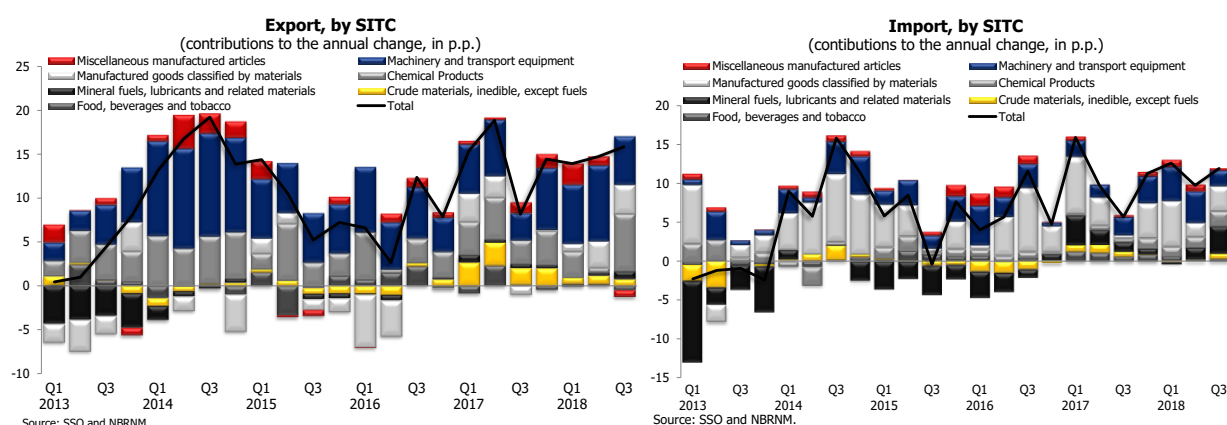 Export, by SITC
(contributions to the annual change, in p.p.)
Miscellaneous manufactured articles
Machinery and transport equipment
Manufactured goods classified by materials
Chemical Products
Mineral fuels, lubricants and related materials
Crude materials, inedible, except fuels
Food, beverages and tobacco
Total
25
20
15
10
5
0
-5
-10
Q1 Q3 Q1 Q3 Q1 Q3 Q1 Q3 Q1 Q3 Q1 Q3
2013 2014 2015 2016 2017 2018
Source: SSO and NBRNM.
Import, by SITC
(contibutions to the annual change, in p.p.)
Miscellaneous manufactured articles
Machinery and transport equipment
Manufactured goods classified by materials
Chemical Products
Mineral fuels, lubricants and related materials
Crude materials, inedible, except fuels
Food, beverages and tobacco
Total
20
15
10
5
0
-5
-10
-15
Q1 Q3 Q1 Q3 Q1 Q3 Q1 Q3 Q1 Q3 Q1 Q3
2013 2014 2015 2016 2017 2018
Source: SSO and NBRNM.